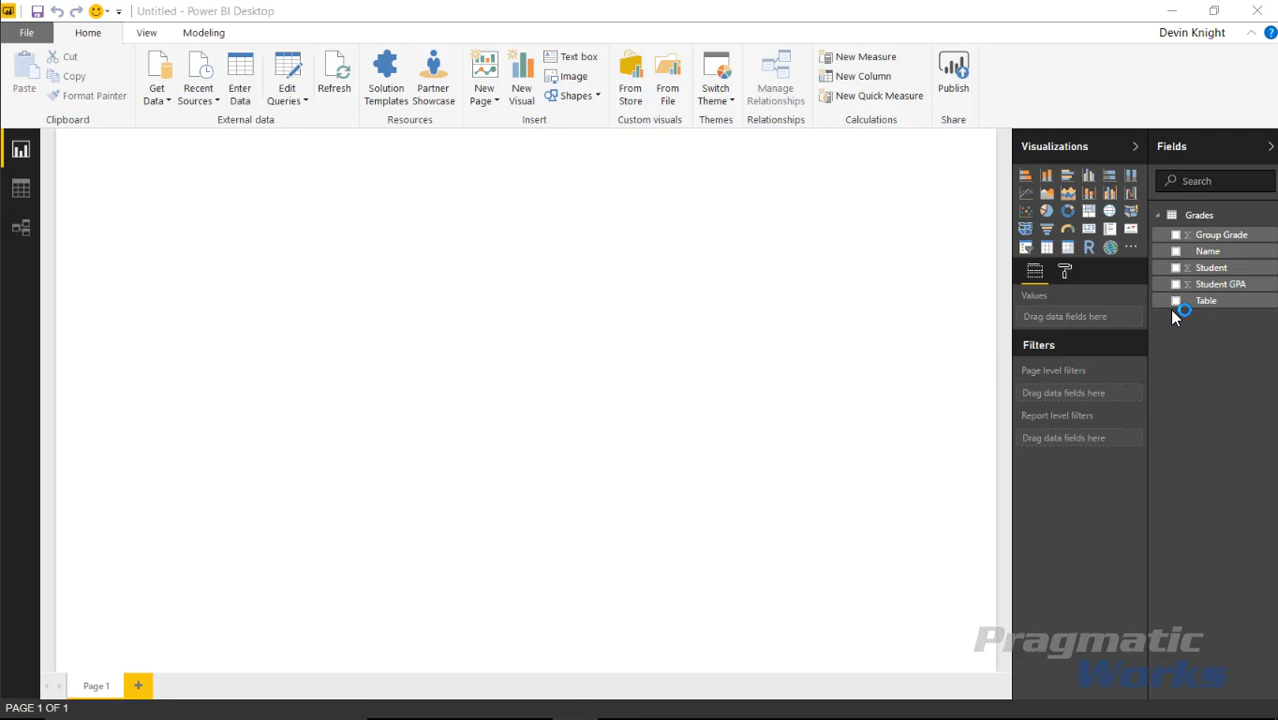 Untitled - Power BI Desktop
File Home View Modeling Devin Knight
Paste Cut Copy Format Painter
Clipboard
Get Data Recent Sources Enter Data Edit Queries Refresh
External data
Solution Templates Partner Showcase
Resources
New Page New Visual Text box Image Shapes
Insert
From Store From File
Custom visuals
Switch Theme
Themes
Manage Relationships
Relationships
New Measure New Column New Quick Measure
Calculations
Publish
Share
Visualizations
R
Values
Drag data fields here
Filters
Page level filters
Drag data fields here
Report level filters
Drag data fields here
Fields
Search
Grades
Σ Group Grade
Name
Σ Student
Σ Student GPA
Table
Pragmatic
Works
Page 1 +
PAGE 1 OF 1